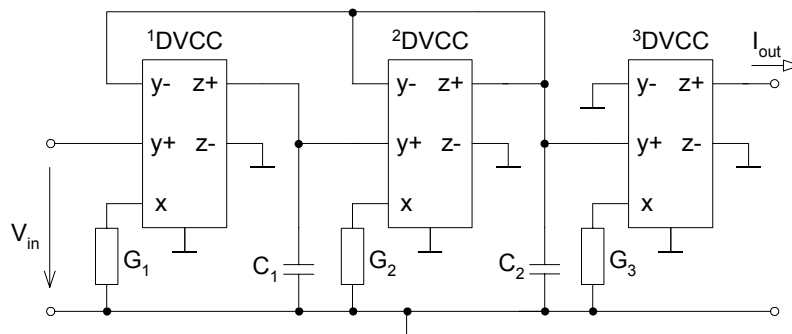 ¹DVCC
²DVCC
³DVCC
I_out
y- z+
y- z+
y- z+
y+ z-
y+ z-
y+ z-
x
x
x
V_in
G₁
C₁
G₂
C₂
G₃